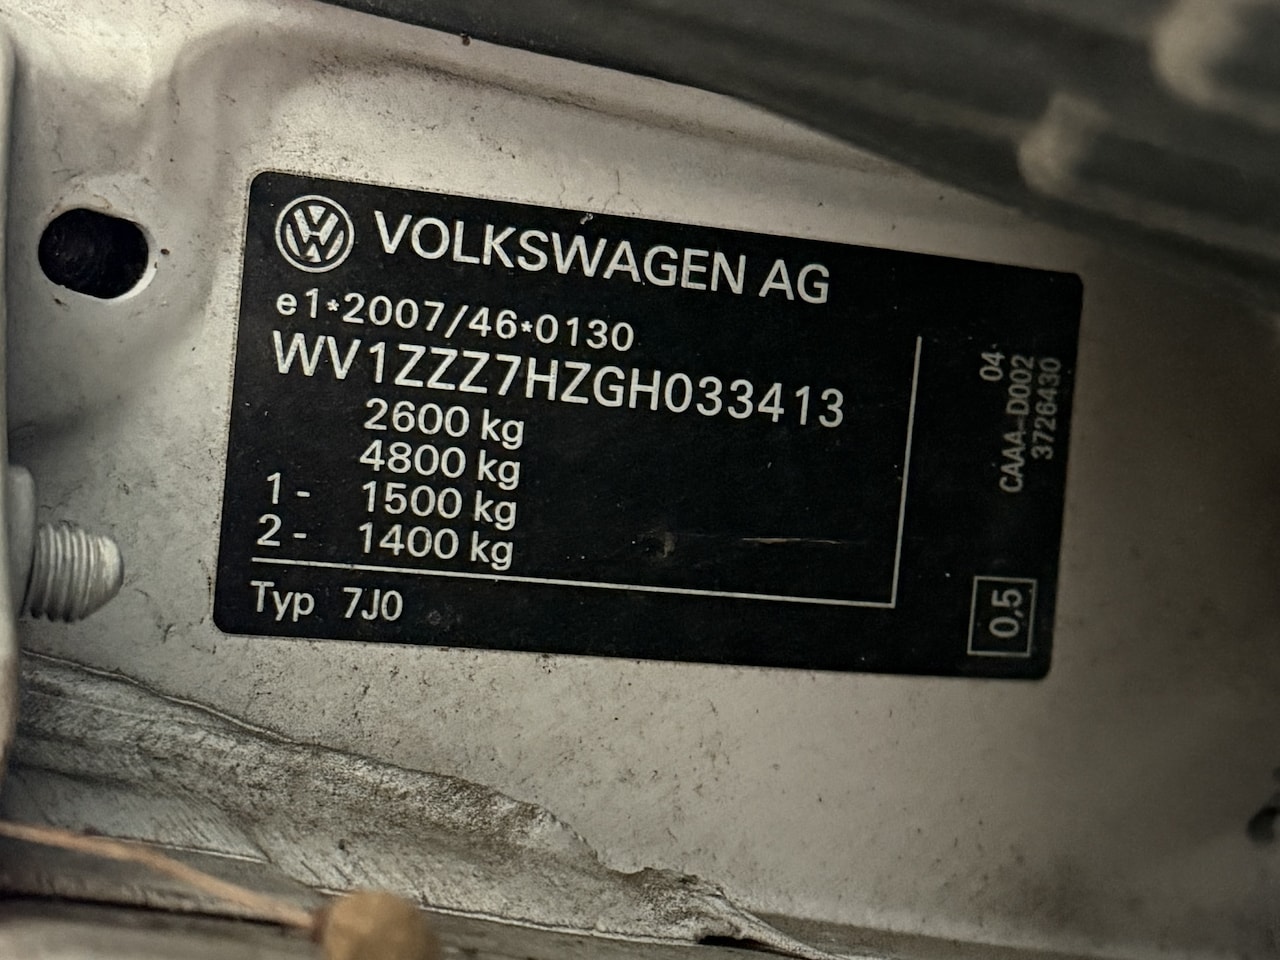 VOLKSWAGEN AG
e1*2007/46*0130
WV1ZZZ7HZGH033413
2600 kg
4800 kg
1- 1500 kg
2- 1400 kg
Typ 7J0
04
CAAA-D002
3726430
0,5